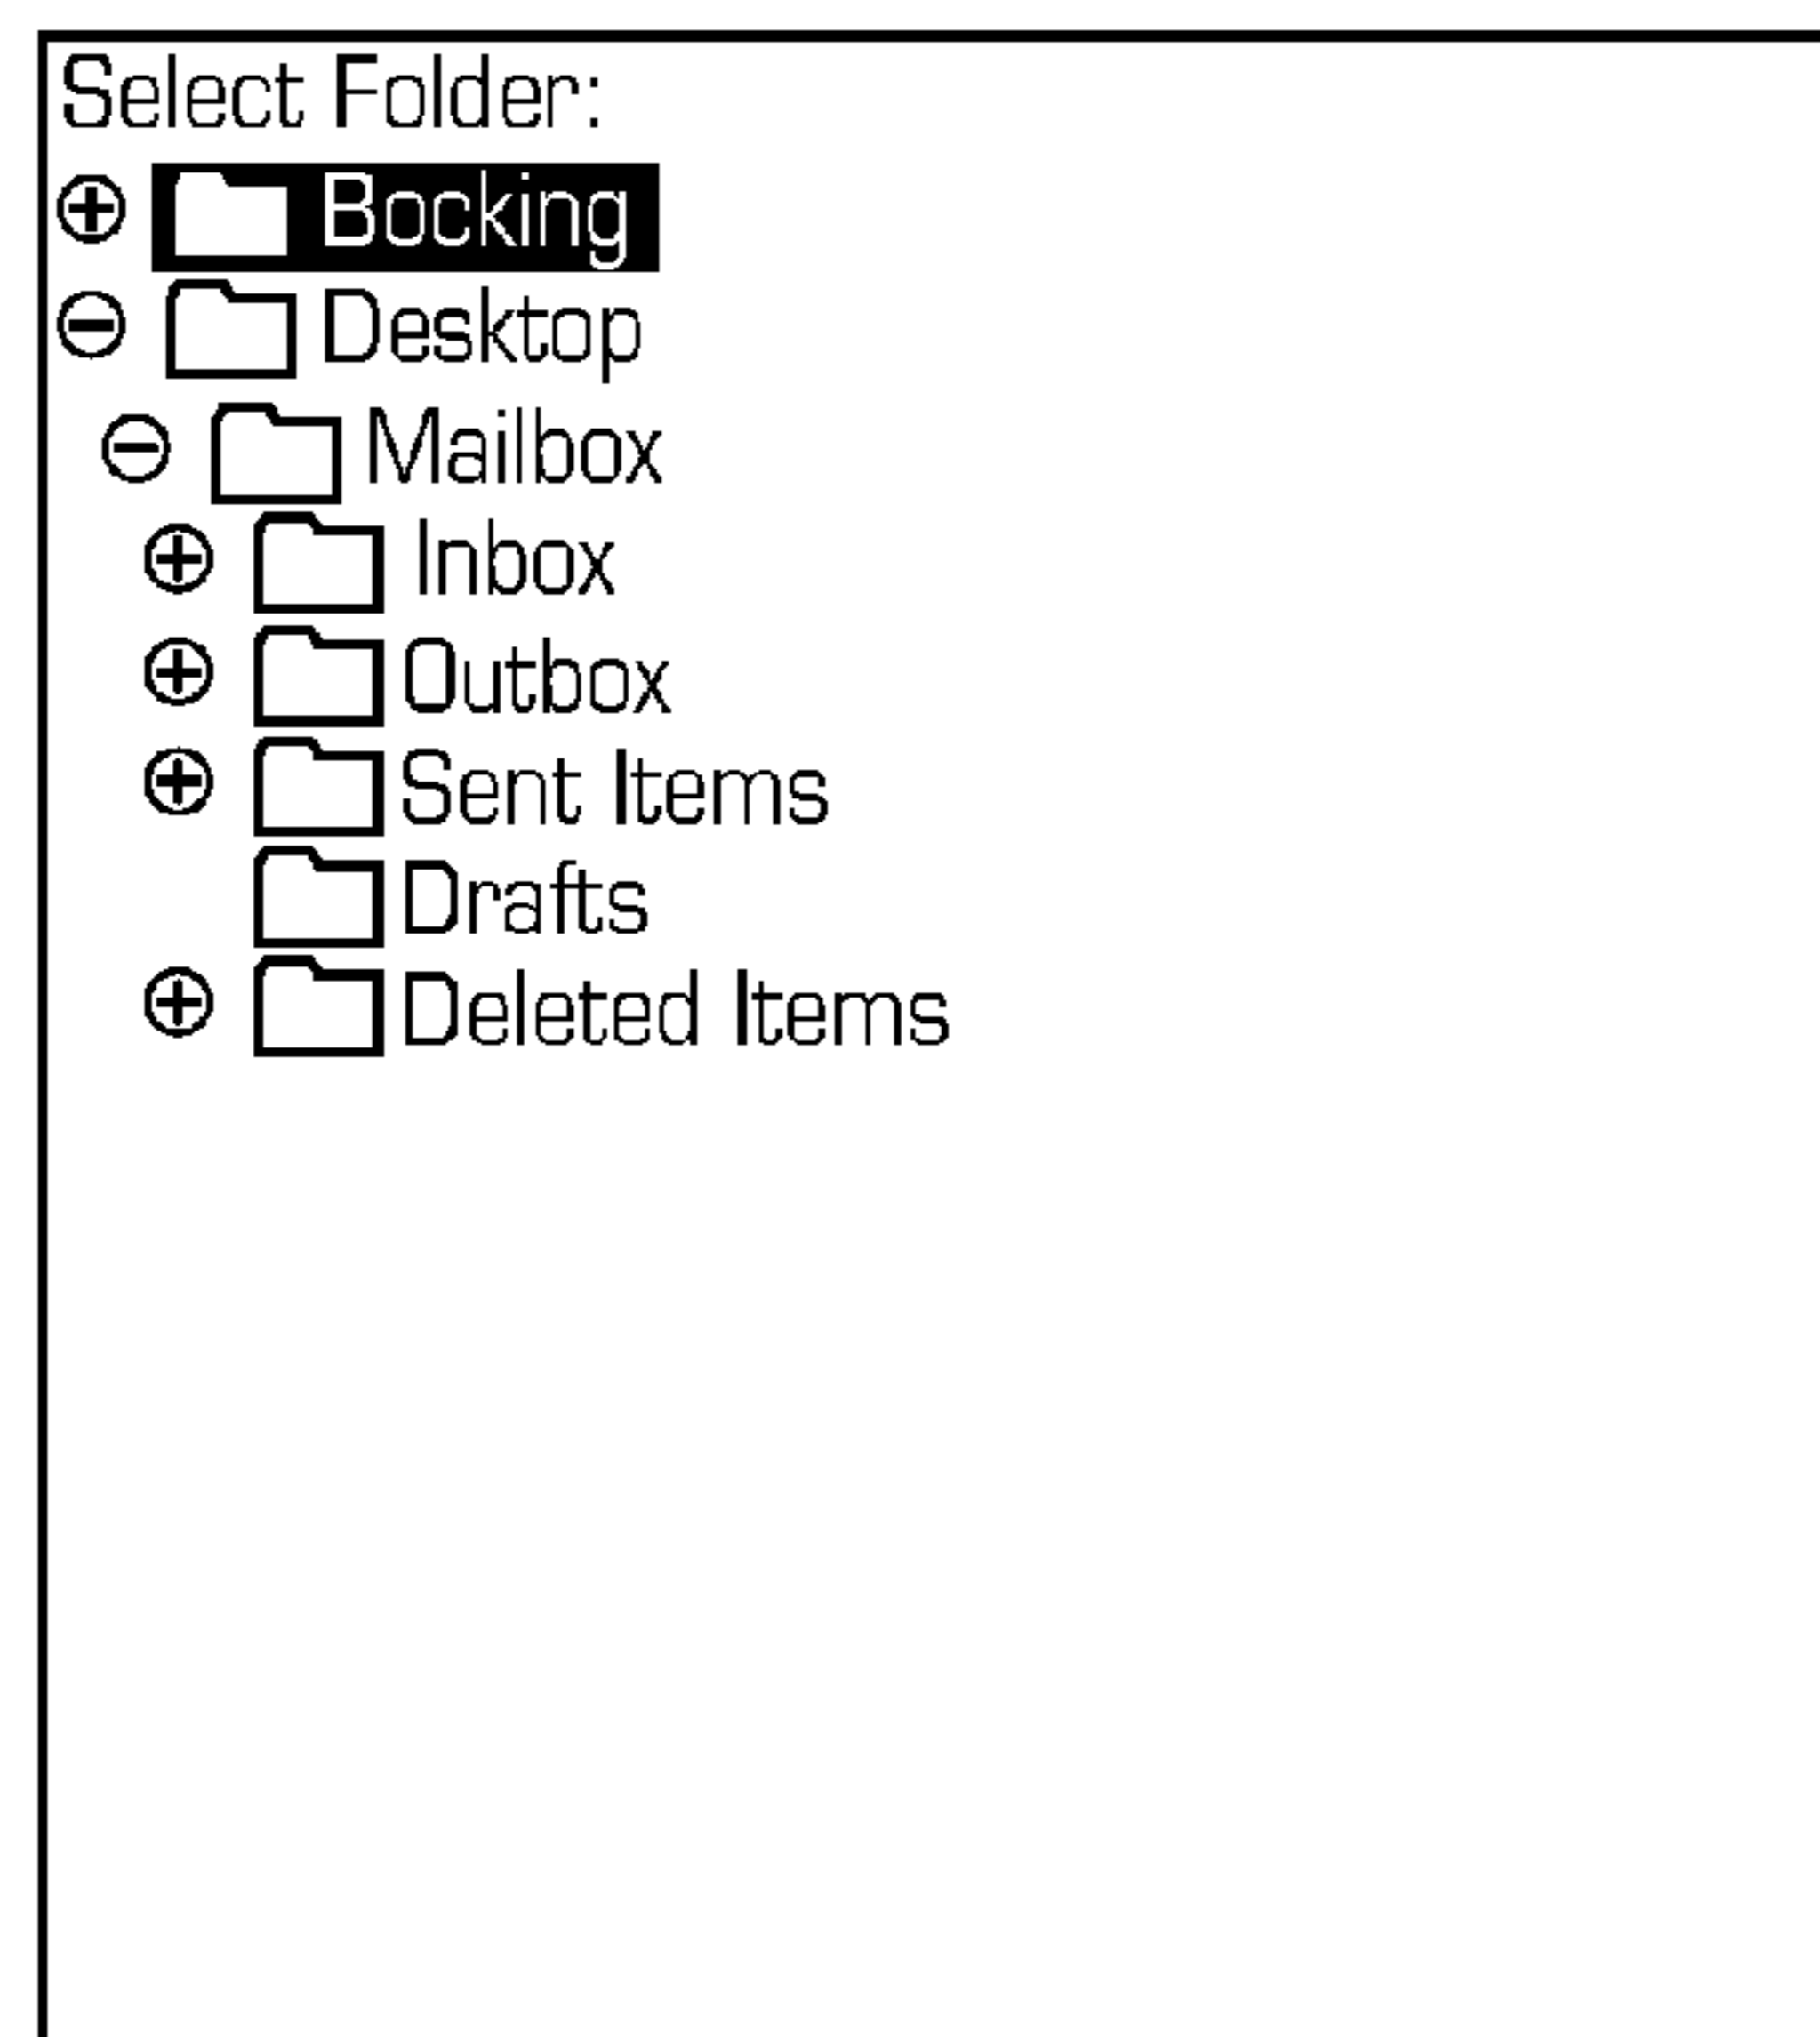 Select Folder:
Bocking
Desktop
Mailbox
Inbox
Outbox
Sent Items
Drafts
Deleted Items